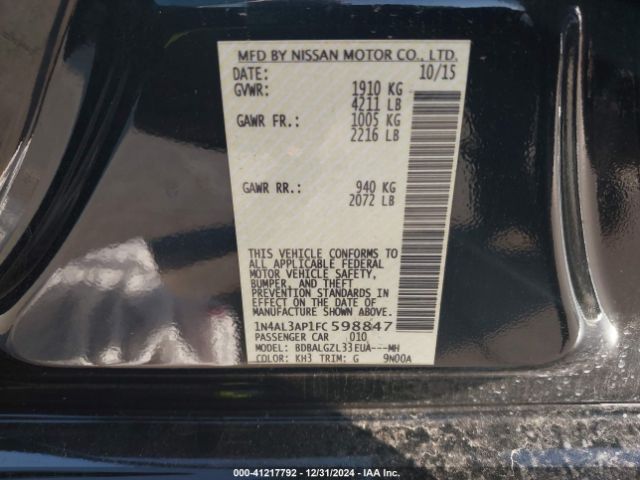 MFD BY NISSAN MOTOR CO., LTD.
DATE: 10/15
GVWR: 1910 KG
4211 LB
GAWR FR.: 1005 KG
2216 LB
GAWR RR.: 940 KG
2072 LB
THIS VEHICLE CONFORMS TO
ALL APPLICABLE FEDERAL
MOTOR VEHICLE SAFETY,
BUMPER, AND THEFT
PREVENTION STANDARDS
IN EFFECT ON THE DATE OF
MANUFACTURE SHOWN ABOVE.
1N4AL3AP1FC598847
PASSENGER CAR 010
MODEL: BDBALGZL33EUA---MH
COLOR: KH3 TRIM: G 9N00A
000-41217792 - 12/31/2024 - IAA Inc.